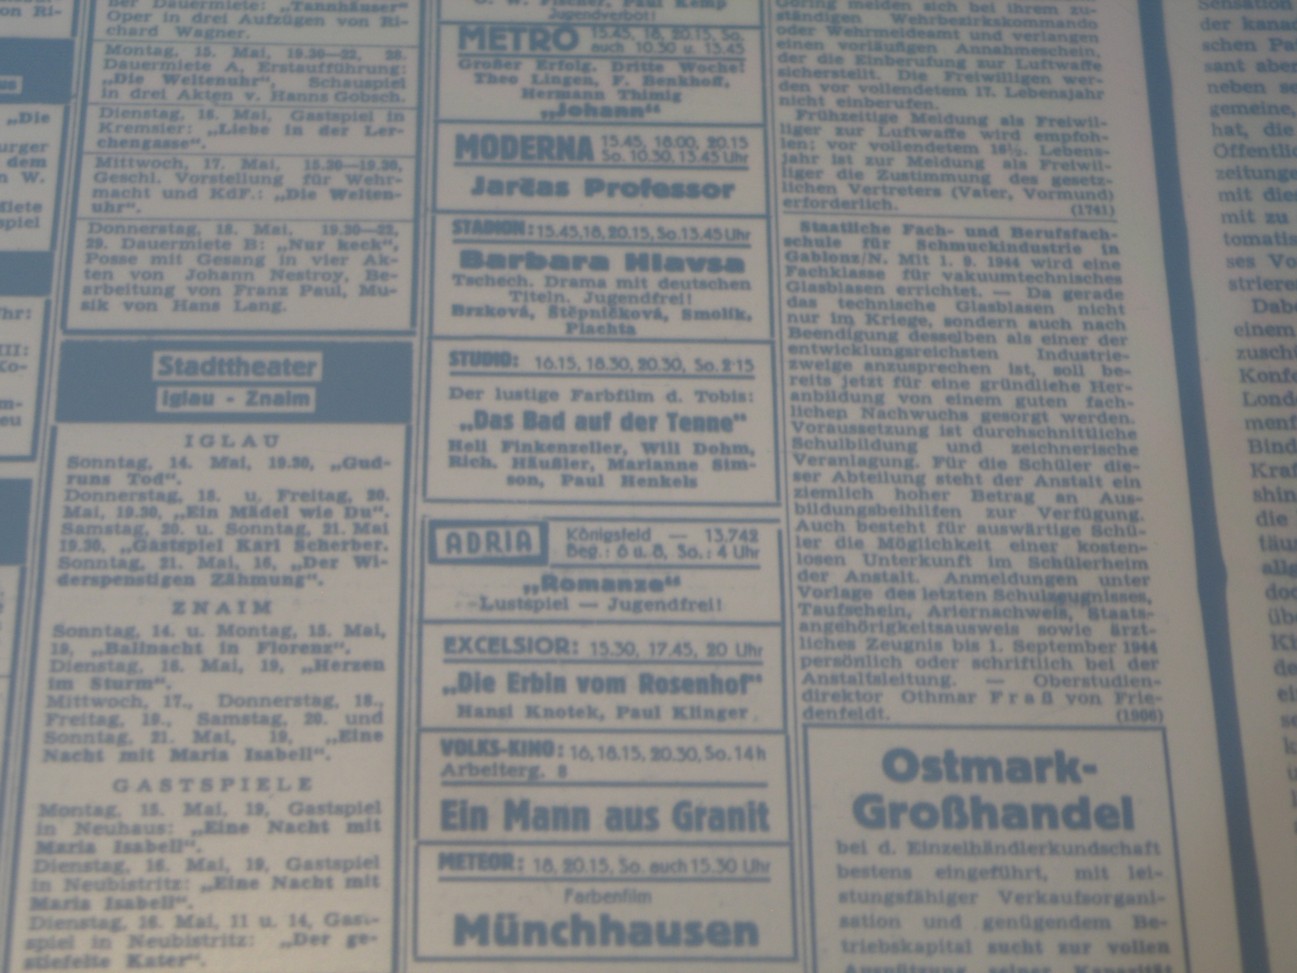 Der Dauermiete: „Tannhäuser"
Oper in drei Aufzügen von Ri-
chard Wagner.
Montag, 15. Mai, 19.30—22, 28.
Dauermiete A, Erstaufführung:
„Die Weltenuhr", Schauspiel
in drei Akten v. Hanns Gobsch.
Dienstag, 16. Mai, Gastspiel in
Kremsier: „Liebe in der Ler-
chengasse".
Mittwoch, 17. Mai, 15.30—19.30,
Geschl. Vorstellung für Wehr-
macht und KdF.: „Die Welten-
uhr".
Donnerstag, 18. Mai, 19.30—22,
29. Dauermiete B: „Nur keck",
Posse mit Gesang in vier Ak-
ten von Johann Nestroy, Be-
arbeitung von Franz Paul, Mu-
sik von Hans Lang.
Stadttheater
Iglau - Znaim
IGLAU
Sonntag, 14. Mai, 19.30, „Gud-
runs Tod".
Donnerstag, 18. u. Freitag, 20.
Mai, 19.30, „Ein Mädel wie Du".
Samstag, 20. u. Sonntag, 21. Mai
19.30, „Gastspiel Karl Scherber.
Sonntag, 21. Mai, 16, „Der Wi-
derspenstigen Zähmung".
ZNAIM
Sonntag, 14. u. Montag, 15. Mai,
19, „Ballnacht in Florenz".
Dienstag, 16. Mai, 19, „Herzen
im Sturm".
Mittwoch, 17., Donnerstag, 18.,
Freitag, 19., Samstag, 20. und
Sonntag, 21. Mai, 19, „Eine
Nacht mit Maria Isabell".
GASTSPIELE
Montag, 15. Mai, 19, Gastspiel
in Neuhaus: „Eine Nacht mit
Maria Isabell".
Dienstag, 16. Mai, 19, Gastspiel
in Neubistritz: „Eine Nacht mit
Maria Isabell".
Dienstag, 16. Mai, 11 u. 14, Gast-
spiel in Neubistritz: „Der ge-
stiefelte Kater".
O. W. Fischer, Paul Kemp
Jugendverbot!
METRO 15.45, 18, 20.15, So.
auch 10.30 u. 13.45
Großer Erfolg. Dritte Woche!
Theo Lingen, F. Benkhoff,
Hermann Thimig
„Johann"
MODERNA 15.45, 18.00, 20.15
So. 10.30, 13.45 Uhr
Jarčas Professor
STADION: 15.45, 18, 20.15, So. 13.45 Uhr
Barbara Hlavsa
Tschech. Drama mit deutschen
Titeln. Jugendfrei!
Brzková, Štěpničková, Smolik,
Plachta
STUDIO: 16.15, 18.30, 20.30, So. 2.15
Der lustige Farbfilm d. Tobis:
„Das Bad auf der Tenne"
Heli Finkenzeller, Will Dohm,
Rich. Häußler, Marianne Sim-
son, Paul Henkels
ADRIA Königsfeld — 13.742
Beg.: 6 u. 8, So.: 4 Uhr
„Romanze"
Lustspiel — Jugendfrei!
EXCELSIOR: 15.30, 17.45, 20 Uhr
„Die Erbin vom Rosenhof"
Hansi Knotek, Paul Klinger
VOLKS-KINO: 16, 18.15, 20.30, So. 14 h
Arbeiterg. 8
Ein Mann aus Granit
METEOR: 18, 20.15, So. auch 15.30 Uhr
Farbenfilm
Münchhausen
Göring melden sich bei ihrem zu-
ständigen Wehrbezirkskommando
oder Wehrmeldeamt und verlangen
einen vorläufigen Annahmeschein,
der die Einberufung zur Luftwaffe
sicherstellt. Die Freiwilligen wer-
den vor vollendetem 17. Lebensjahr
nicht einberufen.
Frühzeitige Meldung als Freiwil-
liger zur Luftwaffe wird empfoh-
len; vor vollendetem 16½. Lebens-
jahr ist zur Meldung als Freiwil-
liger die Zustimmung des gesetz-
lichen Vertreters (Vater, Vormund)
erforderlich. (1741)
Staatliche Fach- und Berufsfach-
schule für Schmuckindustrie in
Gablonz/N. Mit 1. 9. 1944 wird eine
Fachklasse für vakuumtechnisches
Glasblasen errichtet. — Da gerade
das technische Glasblasen nicht
nur im Kriege, sondern auch nach
Beendigung desselben als einer der
entwicklungsreichsten Industrie-
zweige anzusprechen ist, soll be-
reits jetzt für eine gründliche Her-
anbildung von einem guten fach-
lichen Nachwuchs gesorgt werden.
Voraussetzung ist durchschnittliche
Schulbildung und zeichnerische
Veranlagung. Für die Schüler die-
ser Abteilung steht der Anstalt ein
ziemlich hoher Betrag an Aus-
bildungsbeihilfen zur Verfügung.
Auch besteht für auswärtige Schü-
ler die Möglichkeit einer kosten-
losen Unterkunft im Schülerheim
der Anstalt. Anmeldungen unter
Vorlage des letzten Schulzeugnisses,
Taufschein, Ariernachweis, Staats-
angehörigkeitsausweis sowie ärzt-
liches Zeugnis bis 1. September 1944
persönlich oder schriftlich bei der
Anstaltsleitung. — Oberstudien-
direktor Othmar Fraß von Frie-
denfeldt. (1906)
Ostmark-
Großhandel
bei d. Einzelhändlerkundschaft
bestens eingeführt, mit lei-
stungsfähiger Verkaufsorgani-
sation und genügendem Be-
triebskapital sucht zur vollen
Ausnützung seiner Kapazität